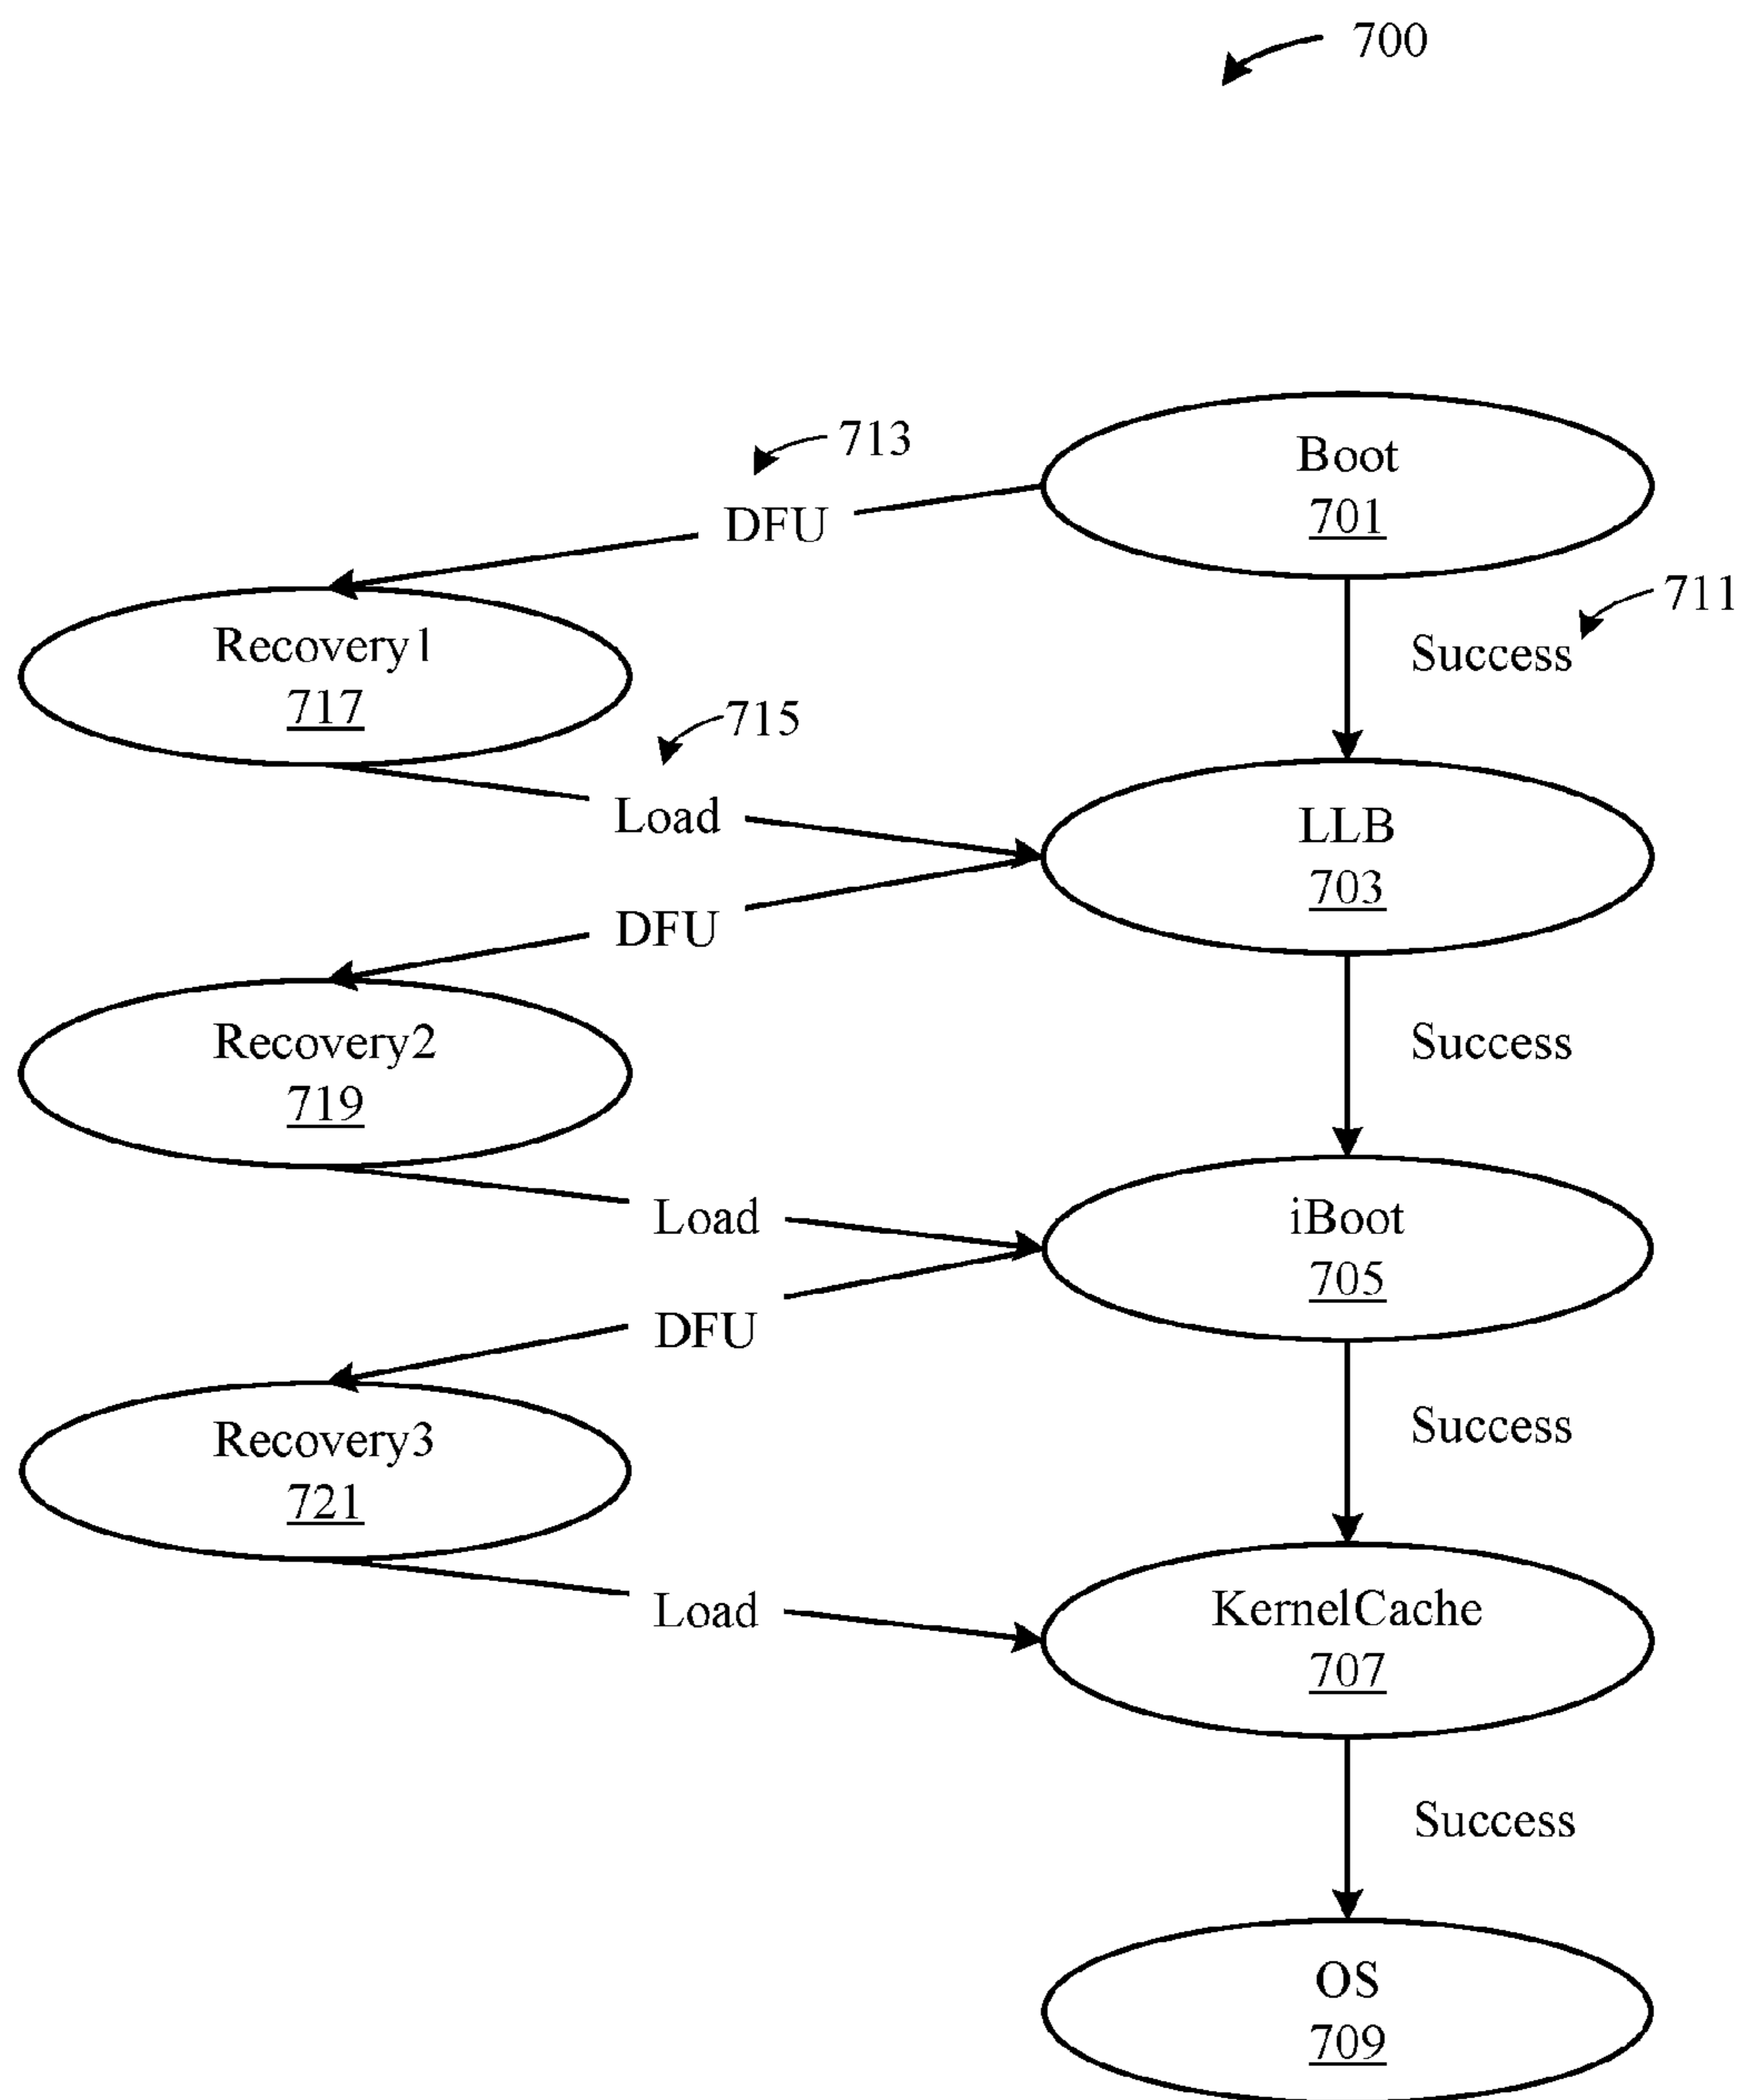 700
713
Boot
701
DFU
711
Success
Recovery1
717
715
Load
LLB
703
DFU
Recovery2
719
Success
Load
iBoot
705
DFU
Recovery3
721
Success
Load
KernelCache
707
Success
OS
709